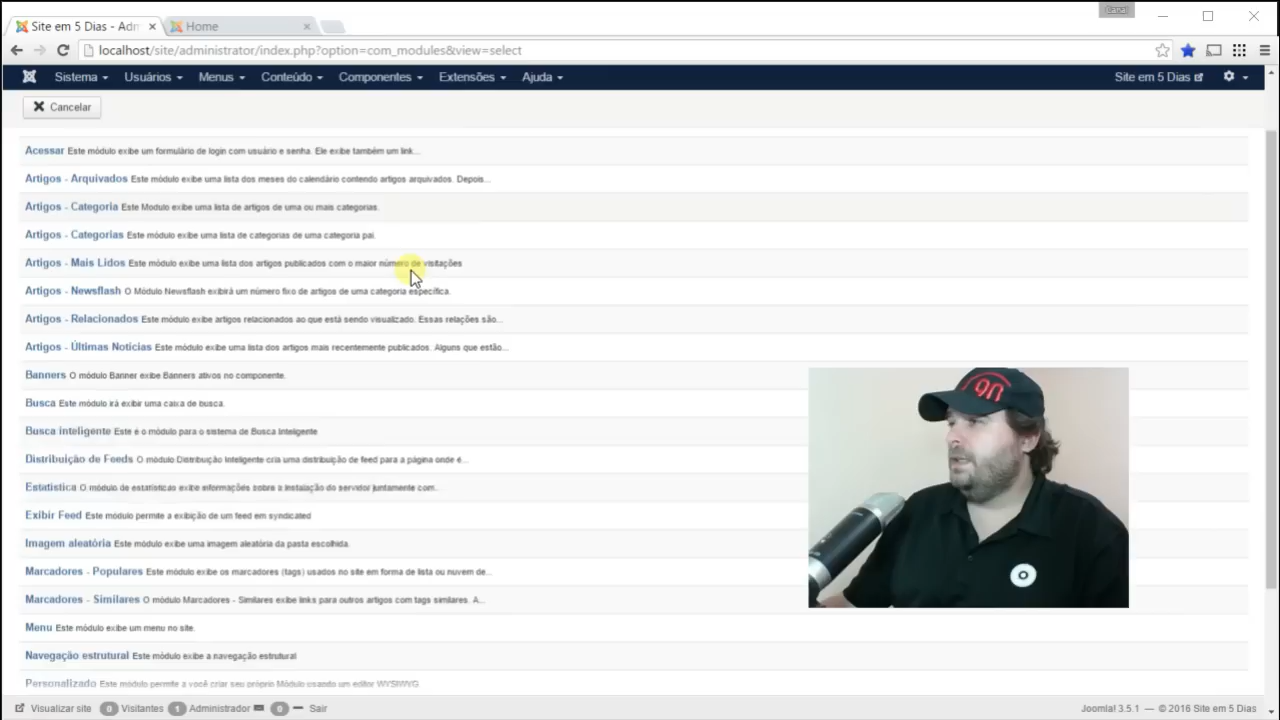 Canal
Site em 5 Dias - Adm
Home
localhost/site/administrator/index.php?option=com_modules&view=select
Sistema Usuários Menus Conteúdo Componentes Extensões Ajuda Site em 5 Dias
Cancelar
Acessar Este módulo exibe um formulário de login com usuário e senha. Ele exibe também um link...
Artigos - Arquivados Este módulo exibe uma lista dos meses do calendário contendo artigos arquivados. Depois...
Artigos - Categoria Este Modulo exibe uma lista de artigos de uma ou mais categorias.
Artigos - Categorias Este módulo exibe uma lista de categorias de uma categoria pai.
Artigos - Mais Lidos Este módulo exibe uma lista dos artigos publicados com o maior número de visitações
Artigos - Newsflash O Módulo Newsflash exibirá um número fixo de artigos de uma categoria específica.
Artigos - Relacionados Este módulo exibe artigos relacionados ao que está sendo visualizado. Essas relações são...
Artigos - Últimas Notícias Este módulo exibe uma lista dos artigos mais recentemente publicados. Alguns que estão...
Banners O módulo Banner exibe Banners ativos no componente.
Busca Este módulo irá exibir uma caixa de busca.
Busca inteligente Este é o módulo para o sistema de Busca Inteligente
Distribuição de Feeds O módulo Distribuição Inteligente cria uma distribuição de feed para a página onde é...
Estatística O módulo de estatísticas exibe informações sobre a instalação do servidor juntamente com...
Exibir Feed Este módulo permite a exibição de um feed em syndicated
Imagem aleatória Este módulo exibe uma imagem aleatória da pasta escolhida.
Marcadores - Populares Este módulo exibe os marcadores (tags) usados no site em forma de lista ou nuvem de...
Marcadores - Similares O módulo Marcadores - Similares exibe links para outros artigos com tags similares. A...
Menu Este módulo exibe um menu no site.
Navegação estrutural Este módulo exibe a navegação estrutural
Personalizado Este módulo permite a você criar seu próprio Módulo usando um editor WYSIWYG.
Visualizar site 0 Visitantes 1 Administrador 0 Sair
Joomla! 3.5.1 — © 2016 Site em 5 Dias